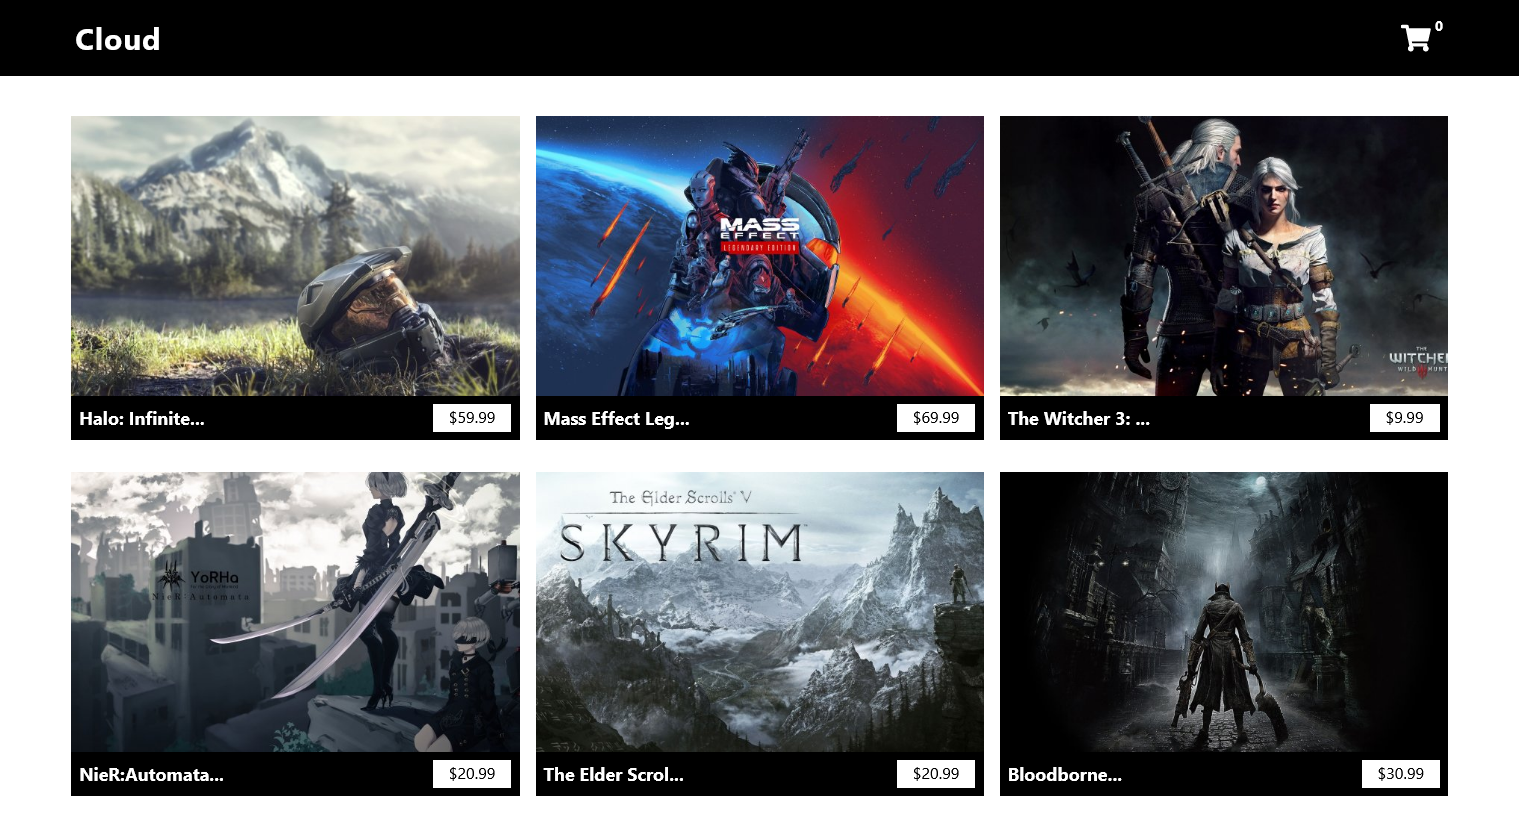 Cloud
0
MASS
EFFECT
LEGENDARY EDITION
THE
WITCHER
WILD HUNT
Halo: Infinite...
$59.99
Mass Effect Leg...
$69.99
The Witcher 3: ...
$9.99
YoRHa
NieR:Automata
The Elder Scrolls V
SKYRIM
NieR:Automata...
$20.99
The Elder Scrol...
$20.99
Bloodborne...
$30.99